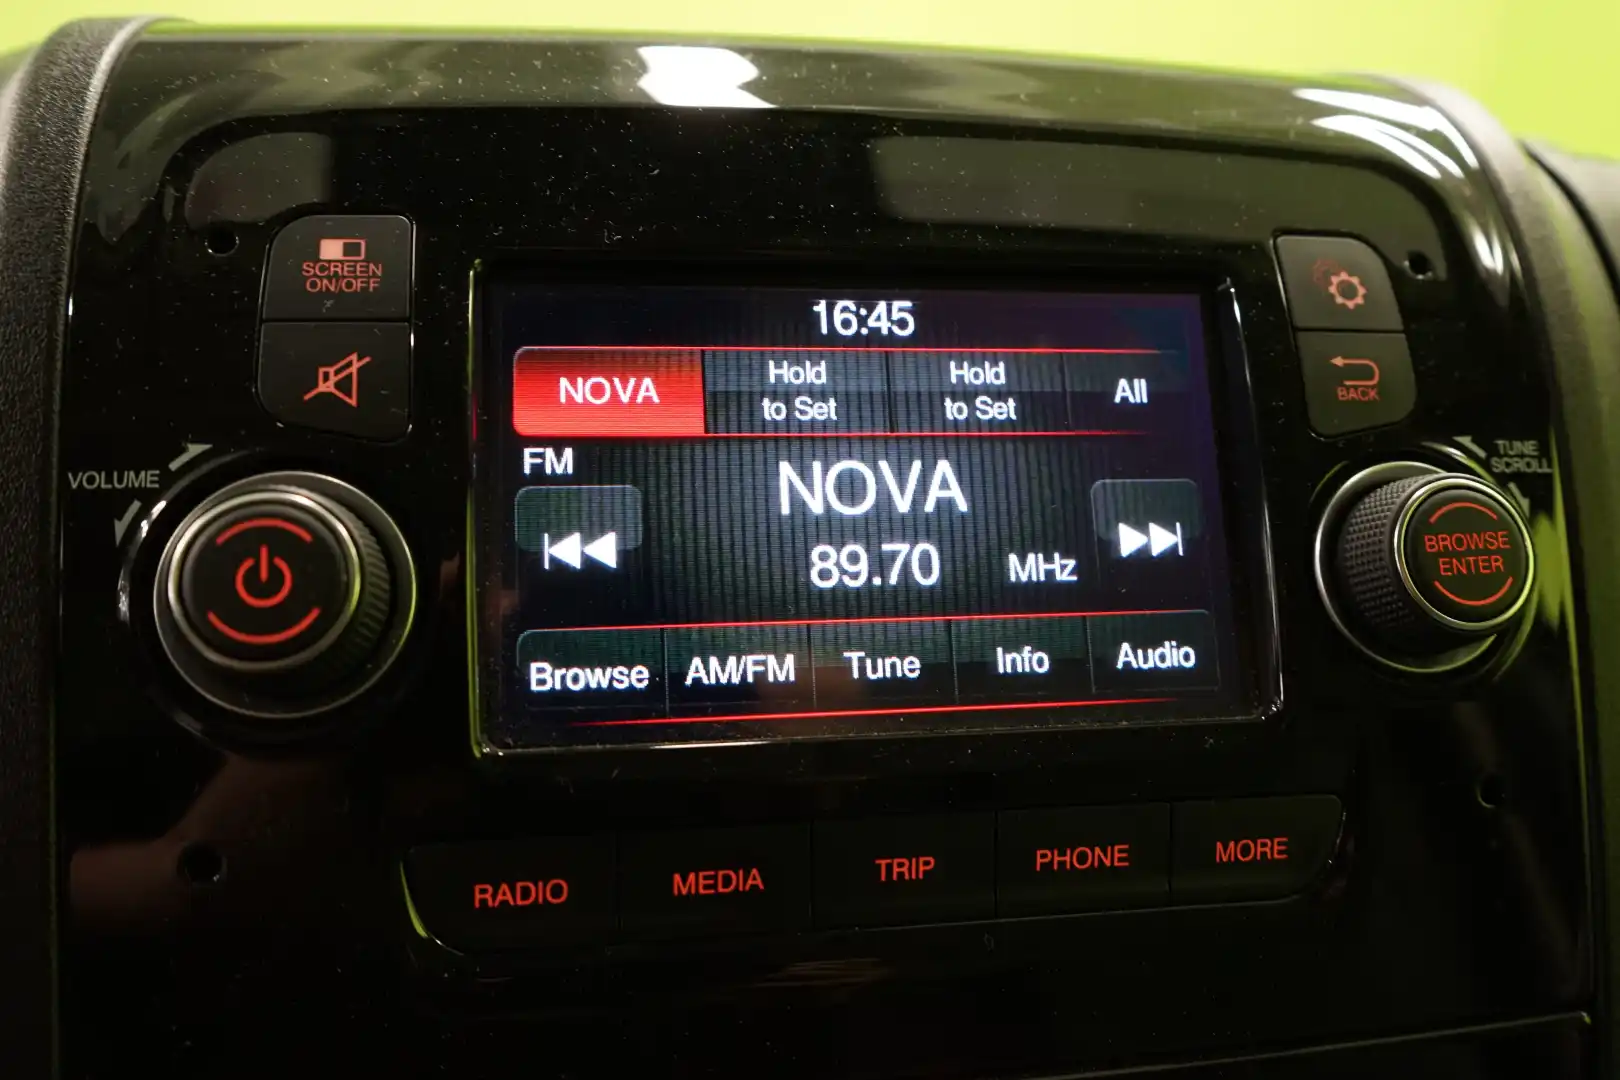 SCREEN
ON/OFF
VOLUME
16:45
NOVA
Hold
to Set
Hold
to Set
All
FM
NOVA
89.70 MHz
Browse AM/FM Tune Info Audio
BACK
TUNE
SCROLL
BROWSE
ENTER
RADIO MEDIA TRIP PHONE MORE